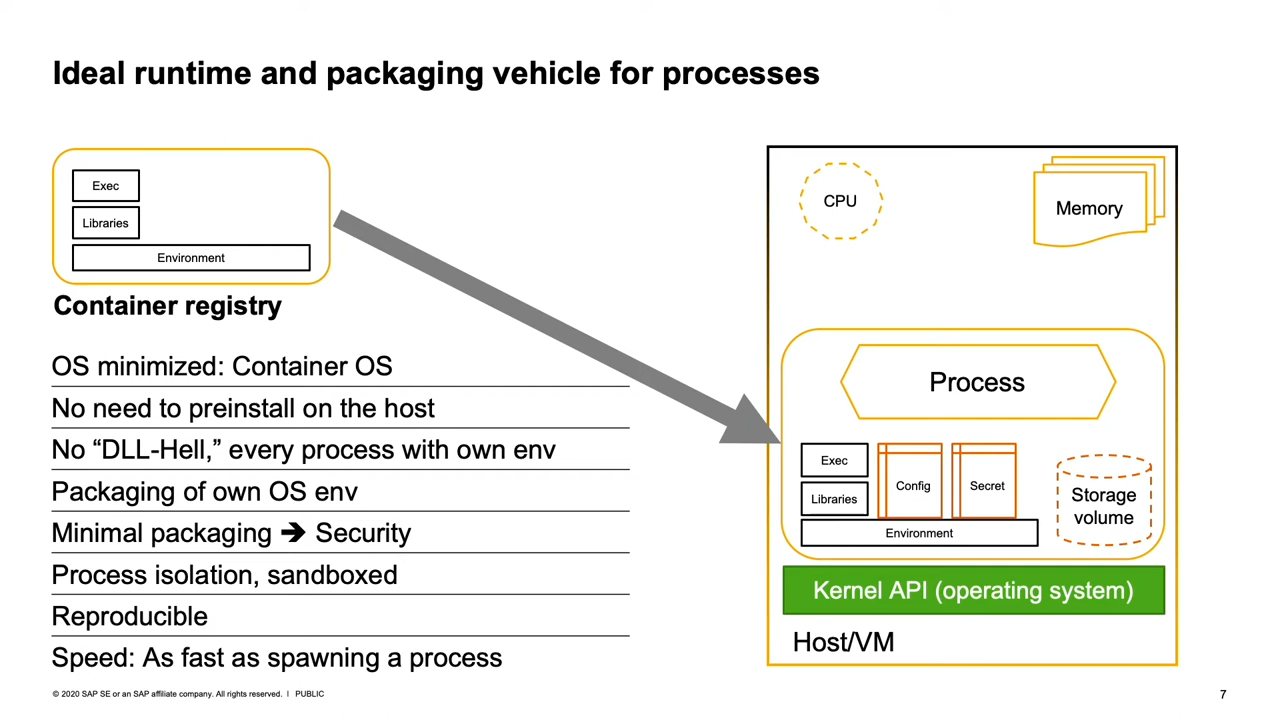 Ideal runtime and packaging vehicle for processes
Exec
Libraries
Environment
Container registry
OS minimized: Container OS
No need to preinstall on the host
No “DLL-Hell,” every process with own env
Packaging of own OS env
Minimal packaging ➔ Security
Process isolation, sandboxed
Reproducible
Speed: As fast as spawning a process
CPU
Memory
Process
Exec
Libraries
Config
Secret
Environment
Storage
volume
Kernel API (operating system)
Host/VM
© 2020 SAP SE or an SAP affiliate company. All rights reserved. | PUBLIC
7